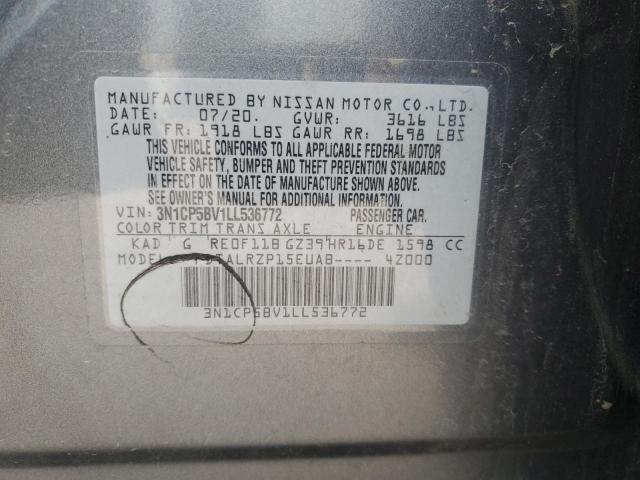 MANUFACTURED BY NISSAN MOTOR CO., LTD.
DATE: 07/20. GVWR: 3616 LBS
GAWR FR: 1918 LBS GAWR RR: 1698 LBS
THIS VEHICLE CONFORMS TO ALL APPLICABLE FEDERAL MOTOR
VEHICLE SAFETY, BUMPER AND THEFT PREVENTION STANDARDS
IN EFFECT ON THE DATE OF MANUFACTURE SHOWN ABOVE.
SEE OWNER'S MANUAL FOR ADDITIONAL INFORMATION
VIN: 3N1CP5BV1LL536772 PASSENGER CAR.
COLOR TRIM TRANS AXLE ENGINE
KAD G RE0F11B GZ39 HR16DE 1598 CC
MODEL ALRZP15EUAB---- 4Z000
3N1CP5BV1LL536772